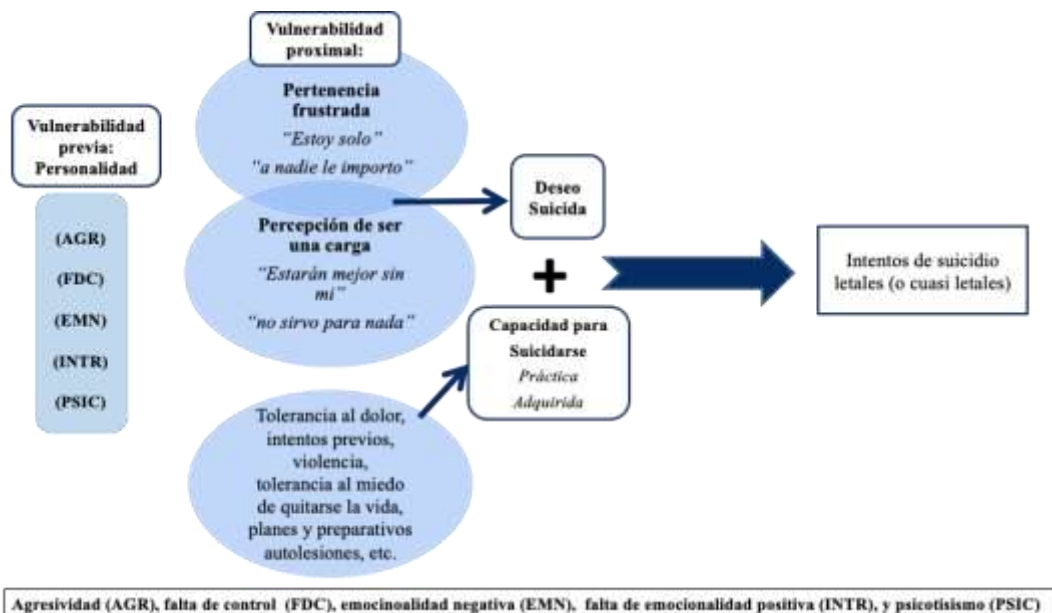 Vulnerabilidad
previa:
Personalidad
(AGR)
(FDC)
(EMN)
(INTR)
(PSIC)
Vulnerabilidad
proximal:
Pertenencia
frustrada
“Estoy solo”
“a nadie le importo”
Percepción de ser
una carga
“Estarán mejor sin
mi”
“no sirvo para nada”
Tolerancia al dolor,
intentos previos,
violencia,
tolerancia al miedo
de quitarse la vida,
planes y preparativos
autolesiones, etc.
Deseo
Suicida
+
Capacidad para
Suicidarse
Práctica
Adquirida
Intentos de suicidio
letales (o cuasi letales)
Agresividad (AGR), falta de control (FDC), emocinoalidad negativa (EMN), falta de emocionalidad positiva (INTR), y psicotisismo (PSIC)